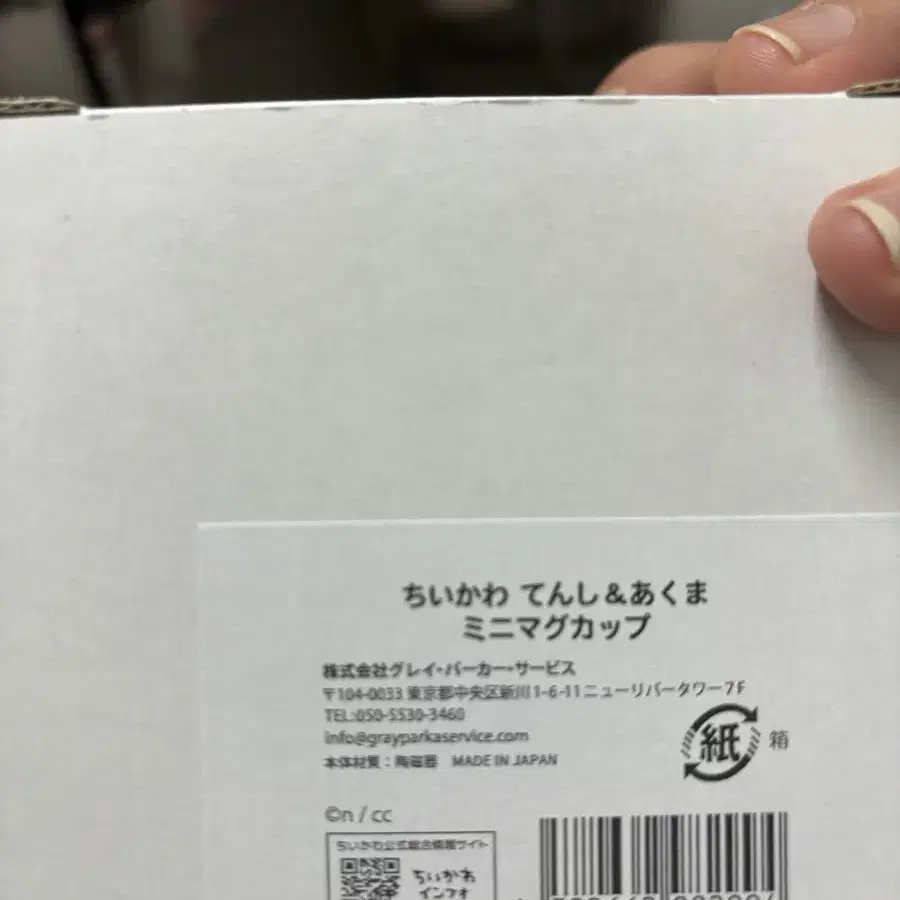 ちいかわ てんし&あくま
ミニマグカップ
株式会社グレイ・パーカー・サービス
〒104-0033 東京都中央区新川1-6-11ニューリバータワー7F
TEL:050-5530-3460
info@grayparkaservice.com
紙 箱
本体材質:陶磁器 MADE IN JAPAN
©n / cc
ちいかわ公式総合情報サイト
ちいかわ
インフォ